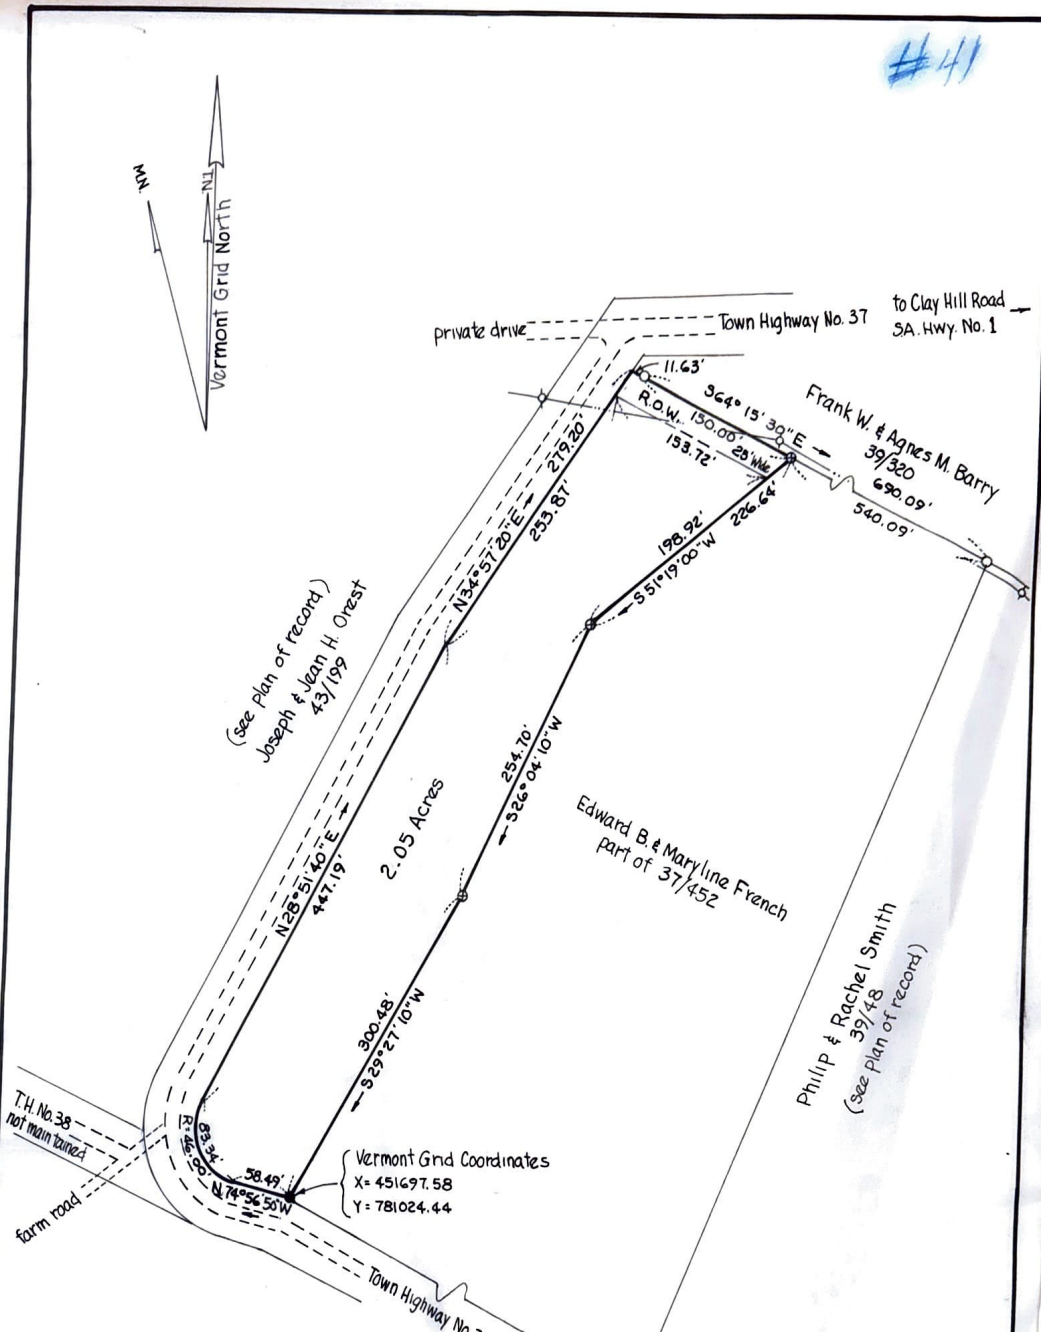 #41
MN.
N1
Vermont Grid North
private drive
Town Highway No. 37
to Clay Hill Road
S.A. Hwy. No. 1
11.63'
S64° 15' 30" E
R.O.W.
150.00'
25' Wide
153.72'
Frank W. & Agnes M. Barry
39/320
690.09'
540.09'
279.20'
N34°57'20"E
253.87'
198.92'
226.64'
S51°19'00"W
(see plan of record)
Joseph & Jean H. Orest
43/199
254.70'
S26°04'10"W
2.05 Acres
Edward B. & Maryline French
part of 37/452
N28°51'40"E
447.19'
300.48'
S29°27'10"W
Philip & Rachel Smith
39/48
(see plan of record)
T.H. No. 38
not maintained
farm road
83.34'
R=46.00'
58.49'
N74°56'50"W
Vermont Grid Coordinates
X= 451697.58
Y= 781024.44
Town Highway No.